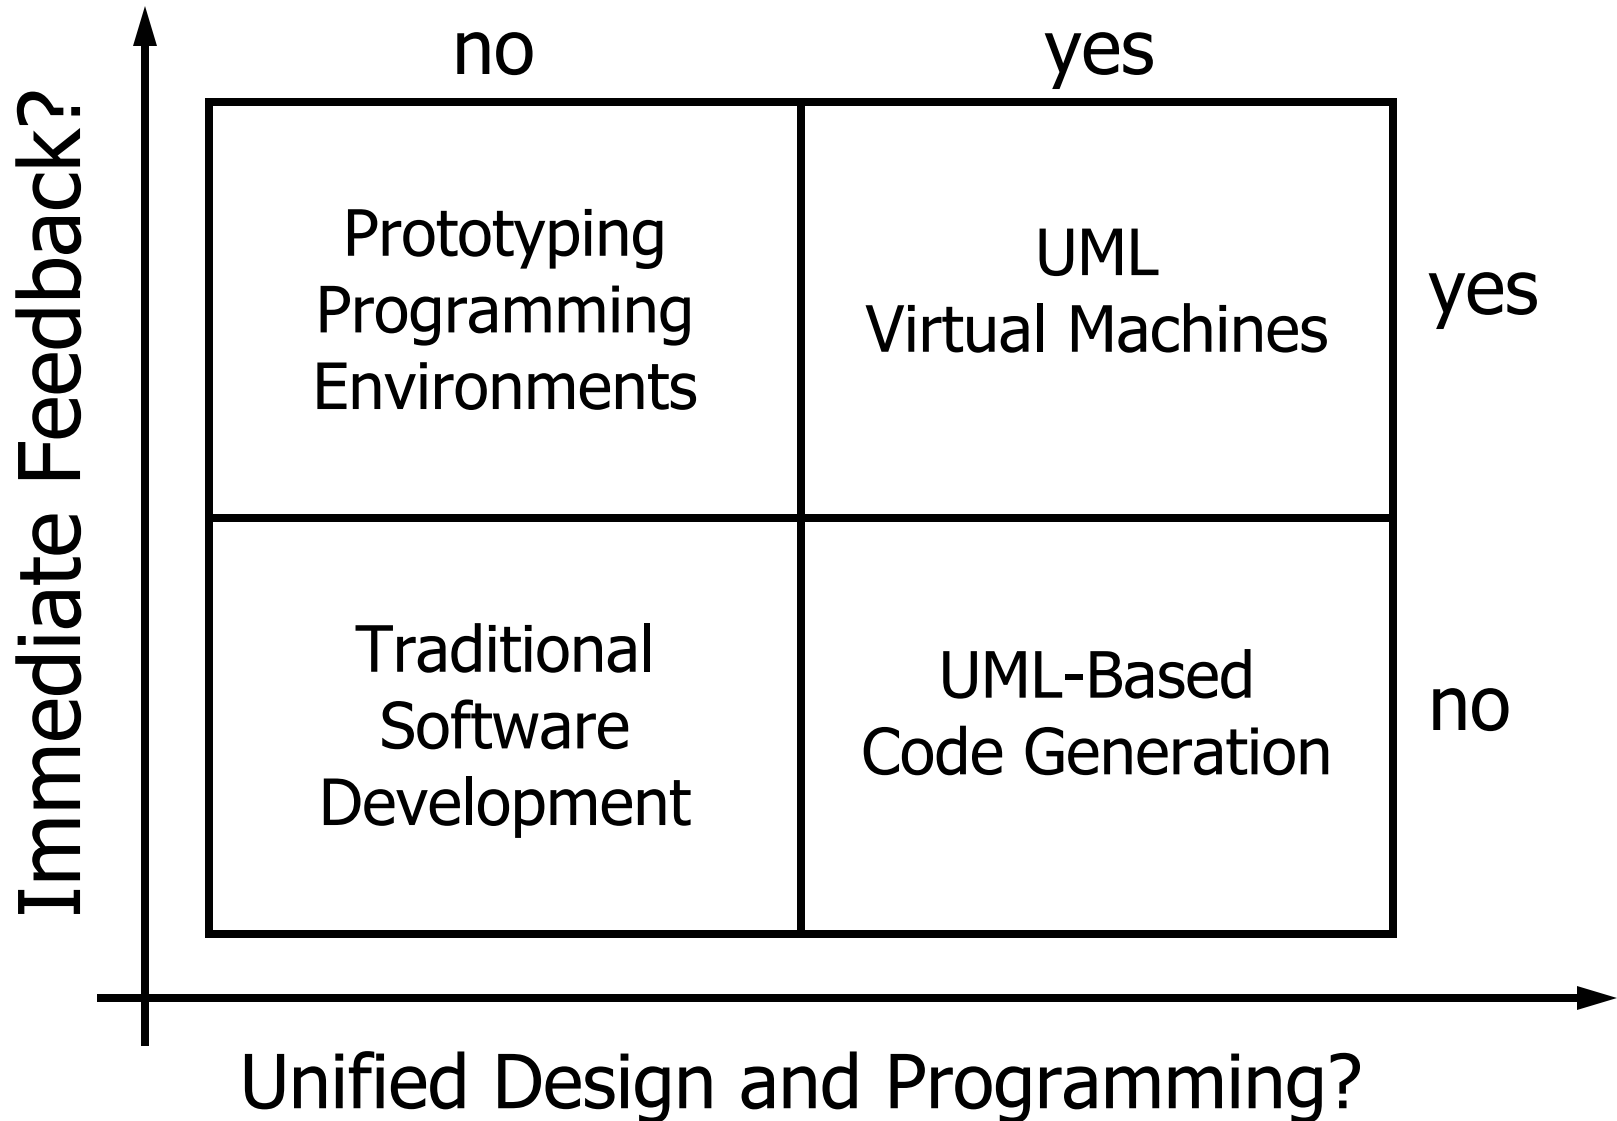 no
yes
Immediate Feedback?
Prototyping
Programming
Environments
UML
Virtual Machines
yes
Traditional
Software
Development
UML-Based
Code Generation
no
Unified Design and Programming?